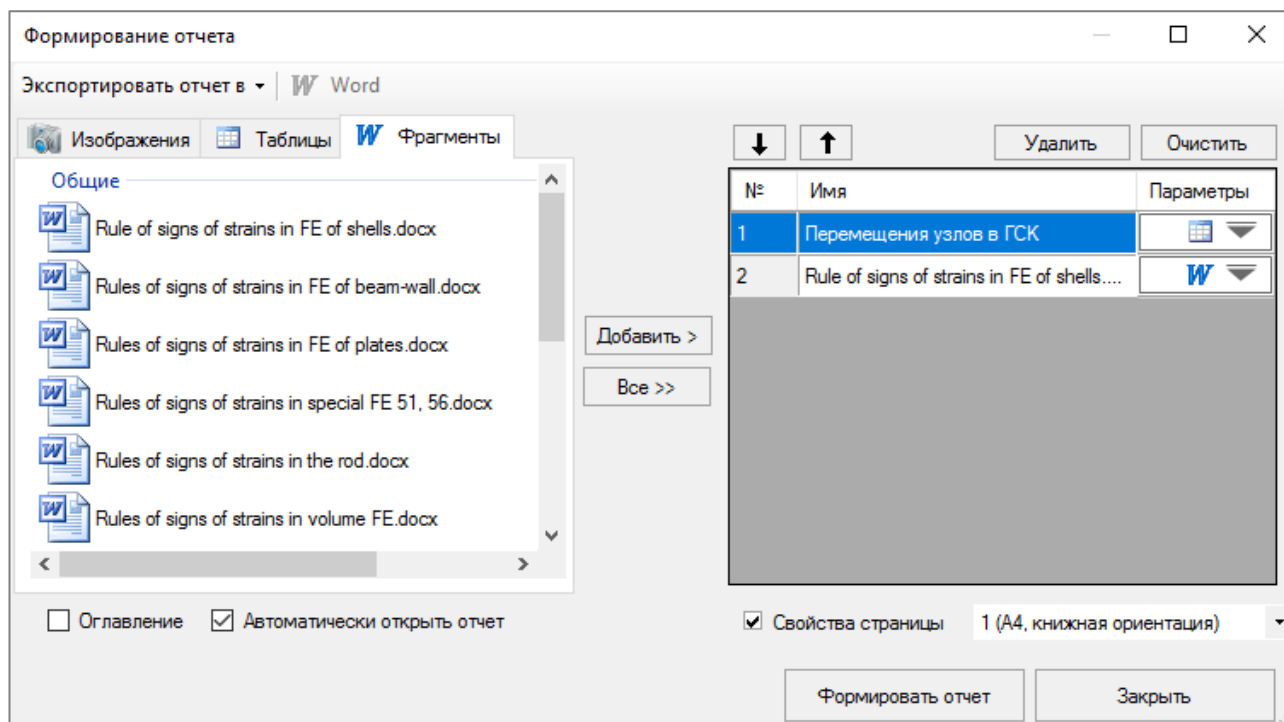 Формирование отчета
Экспортировать отчет в W Word
Изображения Таблицы W Фрагменты
Общие
Rule of signs of strains in FE of shells.docx
Rules of signs of strains in FE of beam-wall.docx
Rules of signs of strains in FE of plates.docx
Rules of signs of strains in special FE 51, 56.docx
Rules of signs of strains in the rod.docx
Rules of signs of strains in volume FE.docx
Добавить >
Все >>
Удалить Очистить
№ Имя Параметры
1 Перемещения узлов в ГСК
2 Rule of signs of strains in FE of shells.... W
Оглавление Автоматически открыть отчет
Свойства страницы 1 (А4, книжная ориентация)
Формировать отчет Закрыть